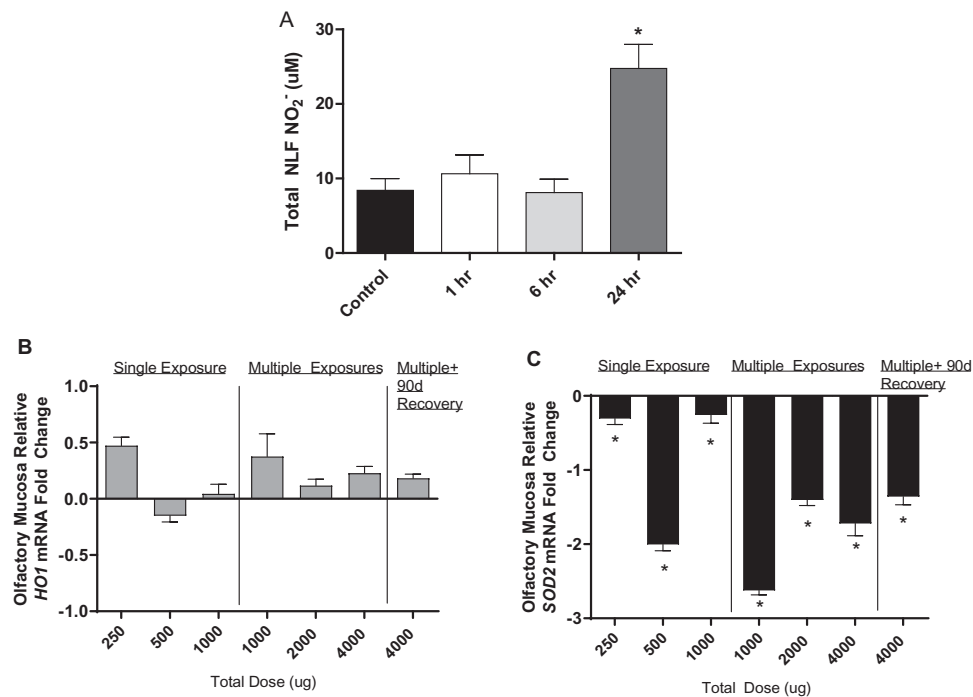 A
Total NLF NO₂⁻ (uM)
30
20
10
0
*
Control
1 hr
6 hr
24 hr
B
Single Exposure
Multiple Exposures
Multiple+
90d
Recovery
Olfactory Mucosa Relative
HO1 mRNA Fold Change
1.0
0.5
0.0
-0.5
-1.0
250
500
1000
1000
2000
4000
4000
Total Dose (ug)
C
Single Exposure
Multiple Exposures
Multiple+ 90d
Recovery
Olfactory Mucosa Relative
SOD2 mRNA Fold Change
-0
-1
-2
-3
*
*
*
*
*
*
*
250
500
1000
1000
2000
4000
4000
Total Dose (ug)